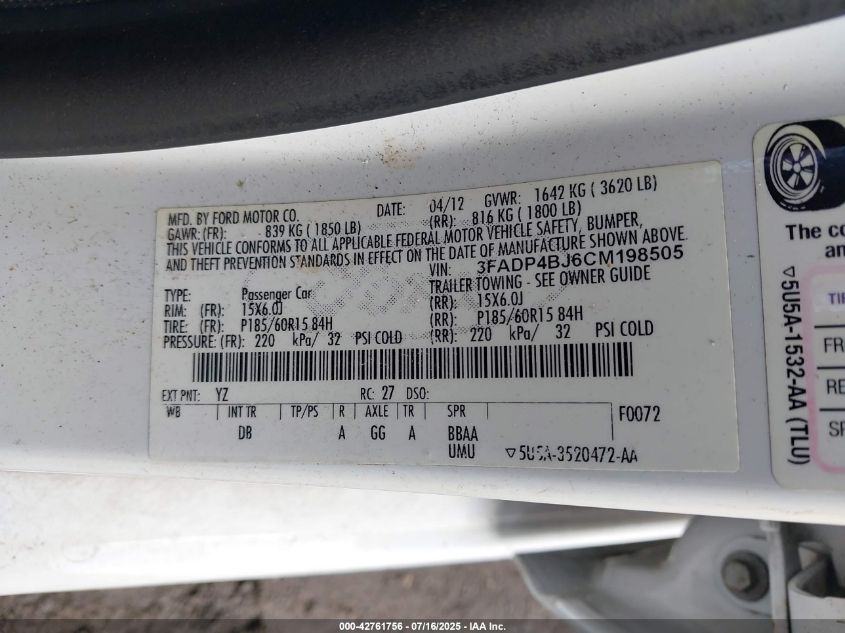 MFD. BY FORD MOTOR CO. DATE: 04/12 GVWR: 1642 KG ( 3620 LB)
GAWR:(FR): 839 KG ( 1850 LB) (RR): 816 KG ( 1800 LB)
THIS VEHICLE CONFORMS TO ALL APPLICABLE FEDERAL MOTOR VEHICLE SAFETY, BUMPER,
AND THEFT PREVENTION STANDARDS IN EFFECT ON THE DATE OF MANUFACTURE SHOWN ABOVE.
VIN: 3FADP4BJ6CM198505
TYPE: Passenger Car TRAILER TOWING - SEE OWNER GUIDE
RIM: (FR): 15X6.0J (RR): 15X6.0J
TIRE: (FR): P185/60R15 84H (RR): P185/60R15 84H
PRESSURE: (FR): 220 kPa/ 32 PSI COLD (RR): 220 kPa/ 32 PSI COLD
EXT PNT: YZ RC: 27 DSO:
WB INT TR TP/PS R AXLE TR SPR F0072
DB A GG A BBAA
UMU ▽5U5A-3520472-AA
The co
▽5U5A-1532-AA (TLU)
TIR
FR
RE
SP
000-42761756 - 07/16/2025 - IAA Inc.